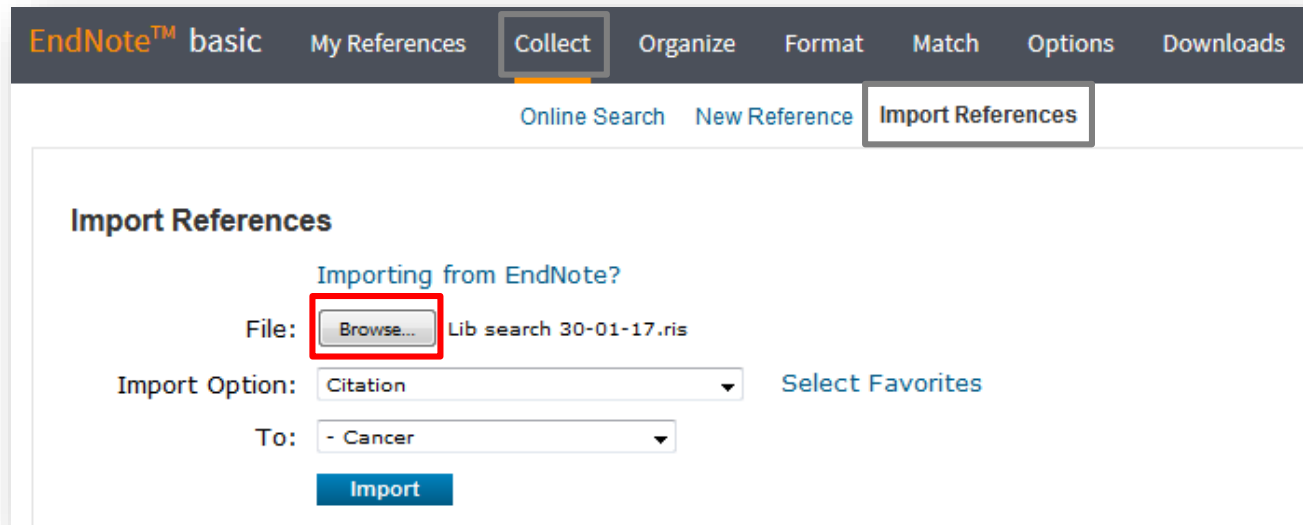 EndNote™ basic My References Collect Organize Format Match Options Downloads
Online Search New Reference Import References
Import References
Importing from EndNote?
File: Browse... Lib search 30-01-17.ris
Import Option: Citation Select Favorites
To: - Cancer
Import